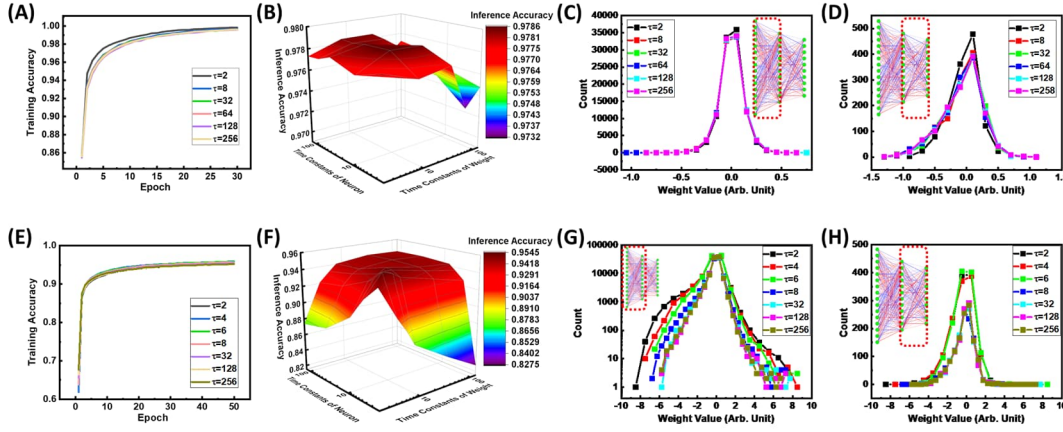 (A)
Training Accuracy
1.00
0.98
0.96
0.94
0.92
0.90
0.88
0.86
0
5
10
15
20
25
30
Epoch
τ=2
τ=8
τ=32
τ=64
τ=128
τ=256
(B)
Inference Accuracy
0.980
0.978
0.976
0.974
0.972
0.970
Time Constants of Neuron
100
10
Time Constants of Weight
10
100
Inference Accuracy
0.9786
0.9781
0.9775
0.9770
0.9764
0.9759
0.9753
0.9748
0.9743
0.9737
0.9732
(C)
Count
40000
35000
30000
25000
20000
15000
10000
5000
0
-5000
-1.0
-0.5
0.0
0.5
Weight Value (Arb. Unit)
τ=2
τ=8
τ=32
τ=64
τ=128
τ=256
(D)
Count
500
400
300
200
100
0
-1.5
-1.0
-0.5
0.0
0.5
1.0
1.
Weight Value (Arb. Unit)
τ=2
τ=8
τ=32
τ=64
τ=128
τ=258
(E)
Training Accuracy
1.0
0.9
0.8
0.7
0.6
0
10
20
30
40
50
Epoch
τ=2
τ=4
τ=6
τ=32
τ=128
τ=256
(F)
Inference Accuracy
0.96
0.94
0.92
0.90
0.88
0.86
0.84
0.82
Time Constants of Neuron
100
10
Time Constants of Weight
10
100
Inference Accuracy
0.9545
0.9418
0.9291
0.9164
0.9037
0.8910
0.8783
0.8656
0.8529
0.8402
0.8275
(G)
Count
100000
10000
1000
100
10
1
-10
-8
-6
-4
-2
0
2
4
6
8
10
Weight Value (Arb. Unit)
τ=2
τ=4
τ=6
τ=8
τ=32
τ=128
τ=256
(H)
Count
500
400
300
200
100
0
-10
-8
-6
-4
-2
0
2
4
6
8
10
Weight Value (Arb. Unit)
τ=2
τ=4
τ=6
τ=8
τ=32
τ=128
τ=256